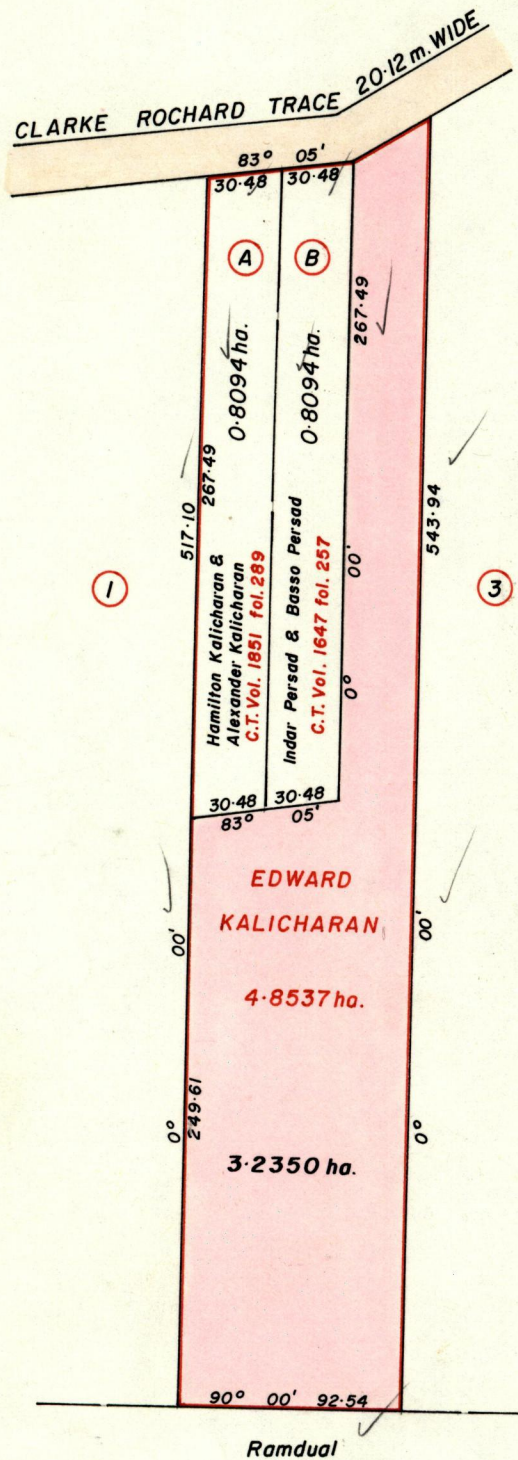 CLARKE ROCHARD TRACE 20·12 m. WIDE
83° 05'
30·48 30·48
A B
267·49
0·8094 ha. 0·8094 ha.
517·10
267·49
543·94
1
3
Hamilton Kalicharan &
Alexander Kalicharan
C.T. Vol. 1851 fol. 289
Indar Persad & Basso Persad
C.T. Vol. 1647 fol. 257
0° 00'
30·48 30·48
83° 05'
EDWARD
KALICHARAN
4·8537 ha.
0° 00'
249·61
0° 00'
3·2350 ha.
90° 00' 92·54
Ramdual